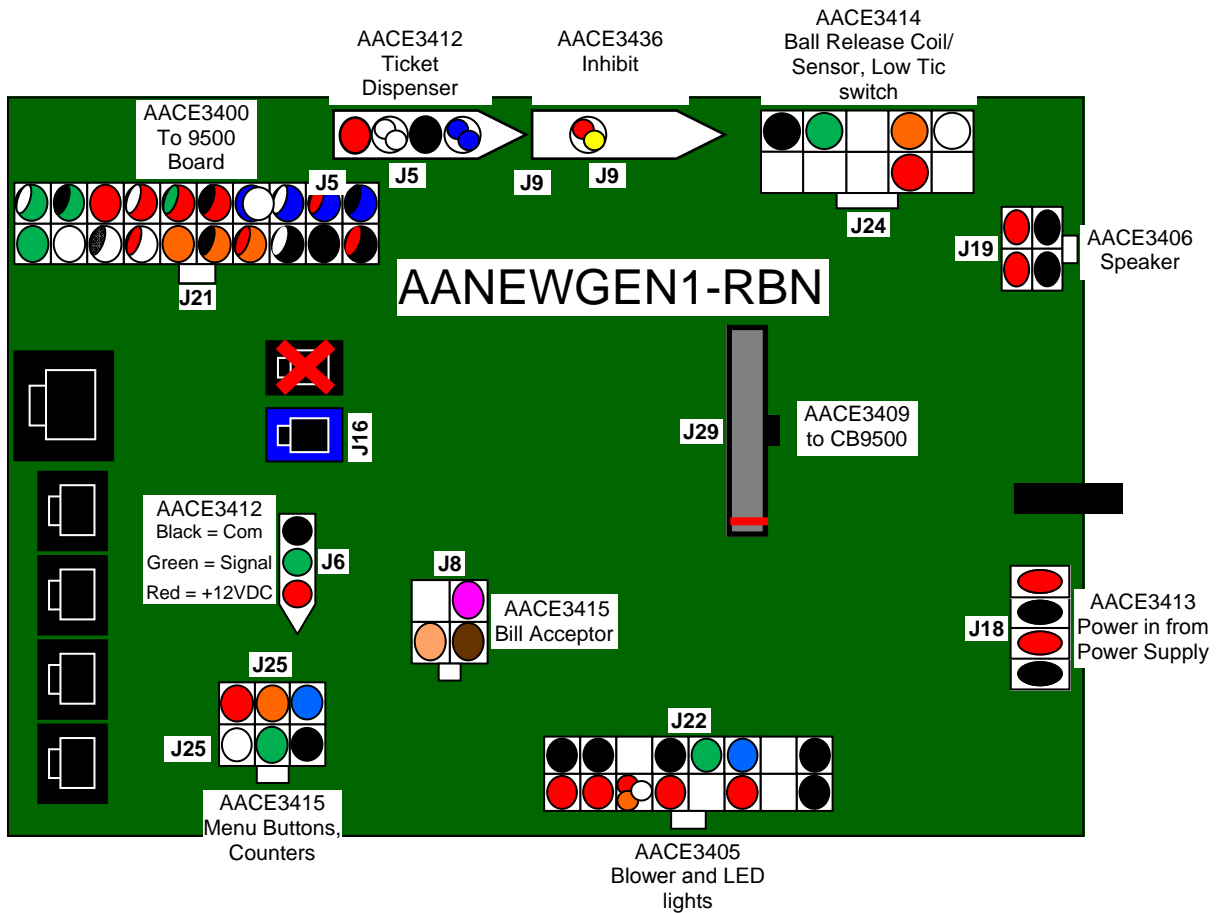 AACE3412
Ticket
Dispenser
AACE3436
Inhibit
AACE3414
Ball Release Coil/
Sensor, Low Tic
switch
AACE3400
To 9500
Board
J5
J5
J9
J9
J24
J21
J19
AACE3406
Speaker
AANEWGEN1-RBN
J16
J29
AACE3409
to CB9500
AACE3412
Black = Com
Green = Signal
Red = +12VDC
J6
J8
AACE3415
Bill Acceptor
J18
AACE3413
Power in from
Power Supply
J25
J25
AACE3415
Menu Buttons,
Counters
J22
AACE3405
Blower and LED
lights